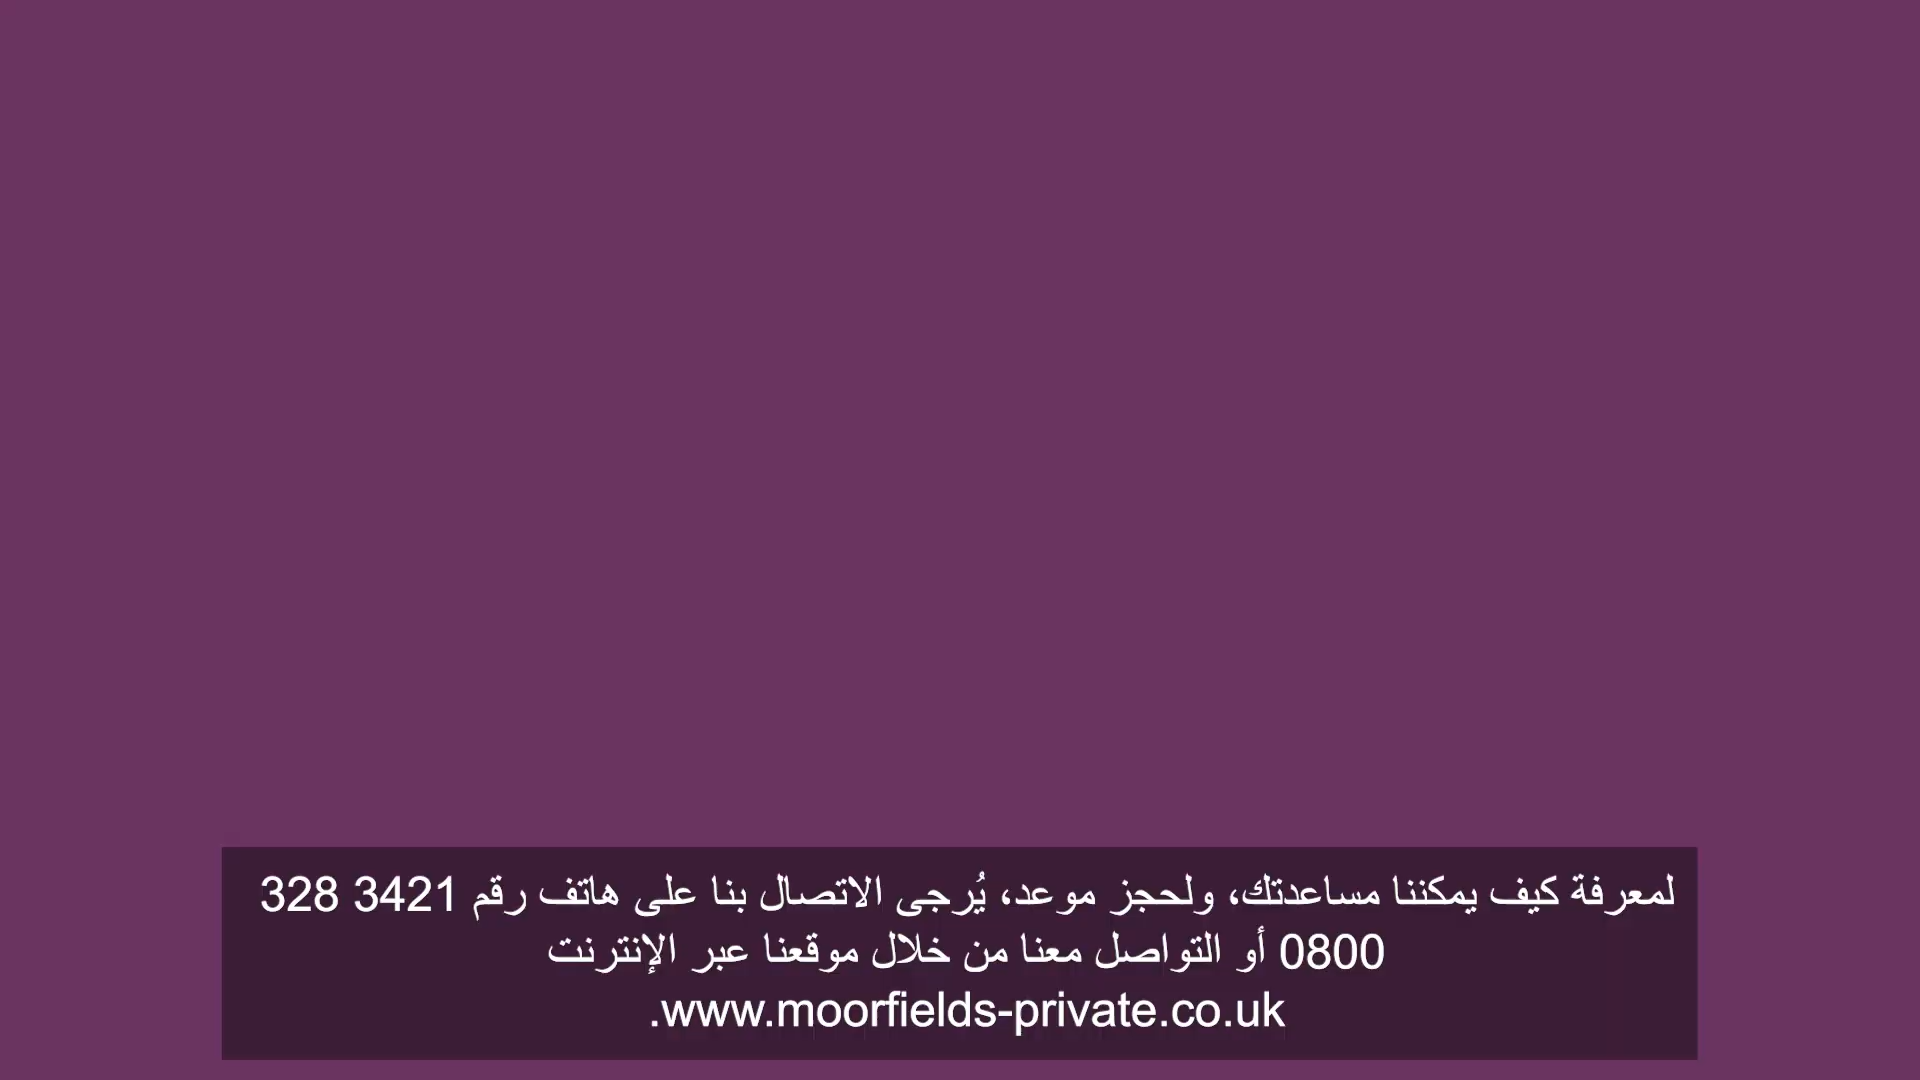 لمعرفة كيف يمكننا مساعدتك، ولحجز موعد، يُرجى الاتصال بنا على هاتف رقم 3421 328
0800 أو التواصل معنا من خلال موقعنا عبر الإنترنت
www.moorfields-private.co.uk.